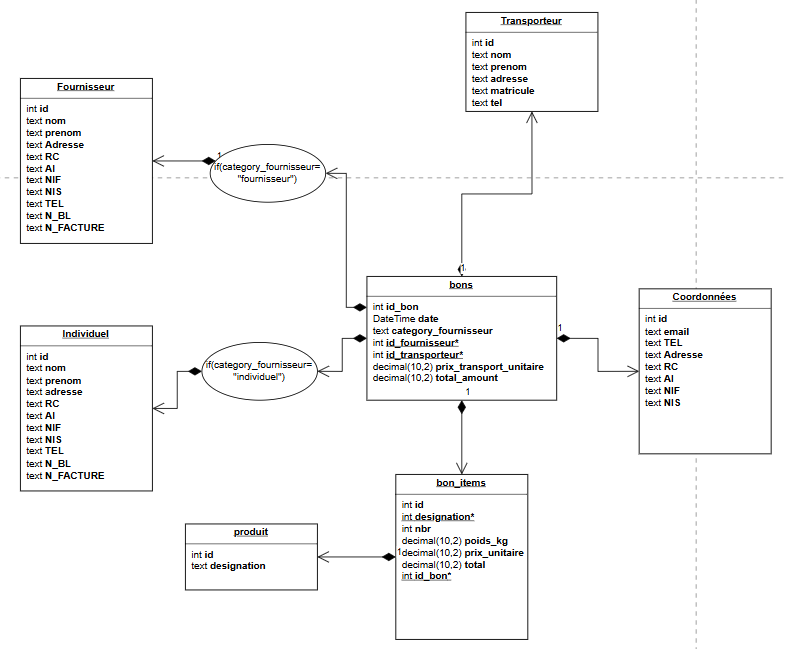 Transporteur
int id
text nom
text prenom
text adresse
text matricule
text tel
Fournisseur
int id
text nom
text prenom
text Adresse
text RC
text AI
text NIF
text NIS
text TEL
text N_BL
text N_FACTURE
1
if(category_fournisseur=
"fournisseur")
1
bons
int id_bon
DateTime date
text category_fournisseur
int id_fournisseur*
int id_transporteur*
decimal(10,2) prix_transport_unitaire
decimal(10,2) total_amount
1
1
Coordonnées
int id
text email
text TEL
text Adresse
text RC
text AI
text NIF
text NIS
Individuel
int id
text nom
text prenom
text adresse
text RC
text AI
text NIF
text NIS
text TEL
text N_BL
text N_FACTURE
if(category_fournisseur=
"individuel")
bon_items
int id
int designation*
int nbr
decimal(10,2) poids_kg
decimal(10,2) prix_unitaire
decimal(10,2) total
int id_bon*
1
produit
int id
text designation